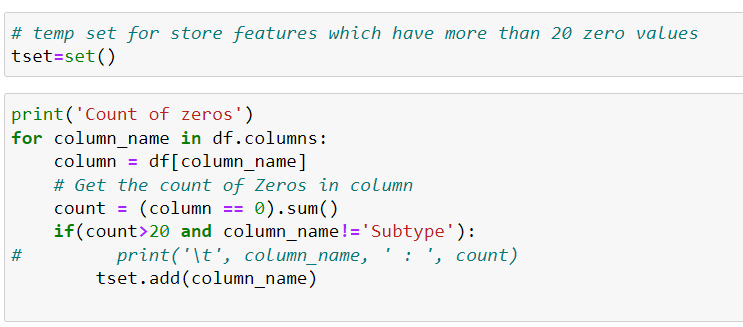 # temp set for store features which have more than 20 zero values
tset=set()
print('Count of zeros')
for column_name in df.columns:
    column = df[column_name]
    # Get the count of Zeros in column
    count = (column == 0).sum()
    if(count>20 and column_name!='Subtype'):
#         print('\t', column_name, ' : ', count)
        tset.add(column_name)